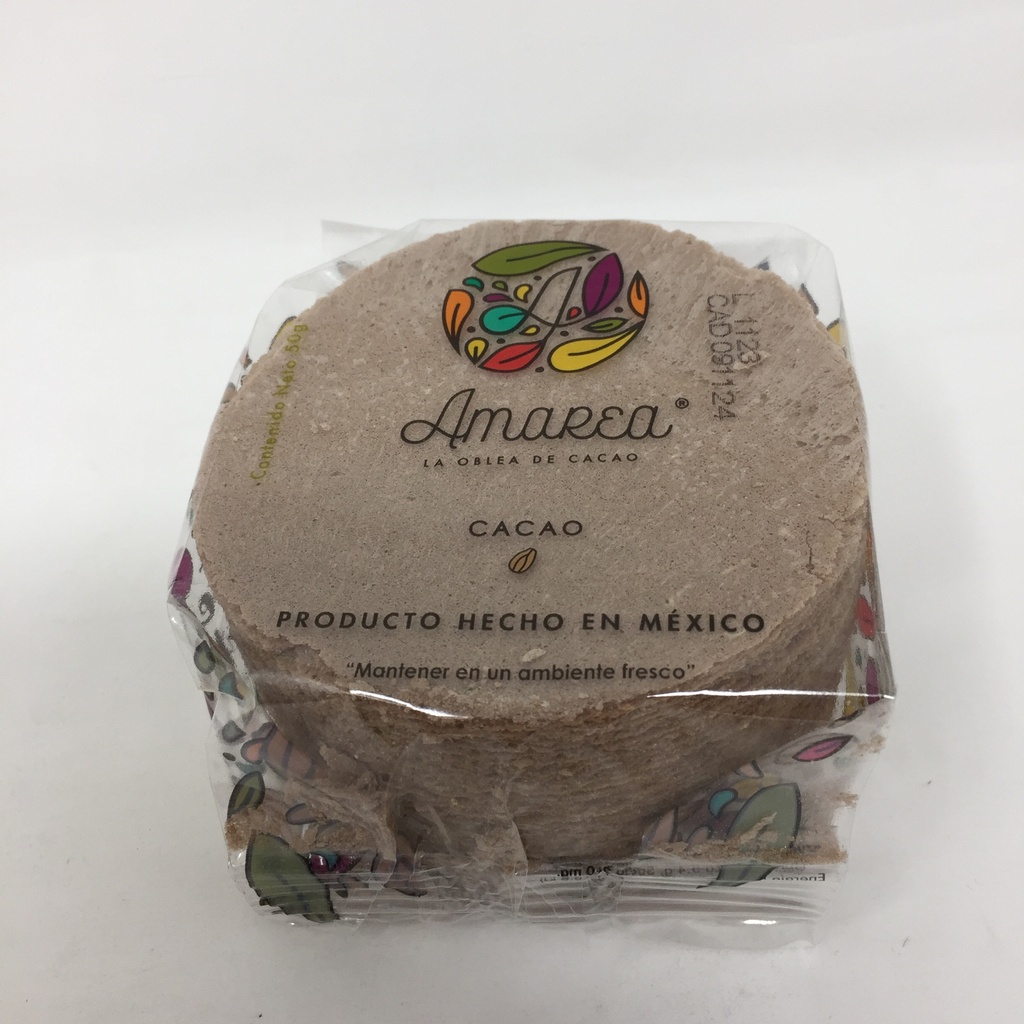 Contenido Neto 50g
L 1123
CAD 091124
Amarea®
LA OBLEA DE CACAO
CACAO
PRODUCTO HECHO EN MÉXICO
"Mantener en un ambiente fresco"
Energía